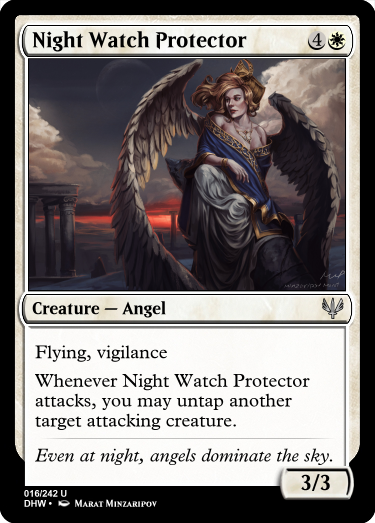 Night Watch Protector 4
Creature — Angel
Flying, vigilance
Whenever Night Watch Protector
attacks, you may untap another
target attacking creature.
Even at night, angels dominate the sky.
3/3
016/242 U
DHW • Marat Minzaripov